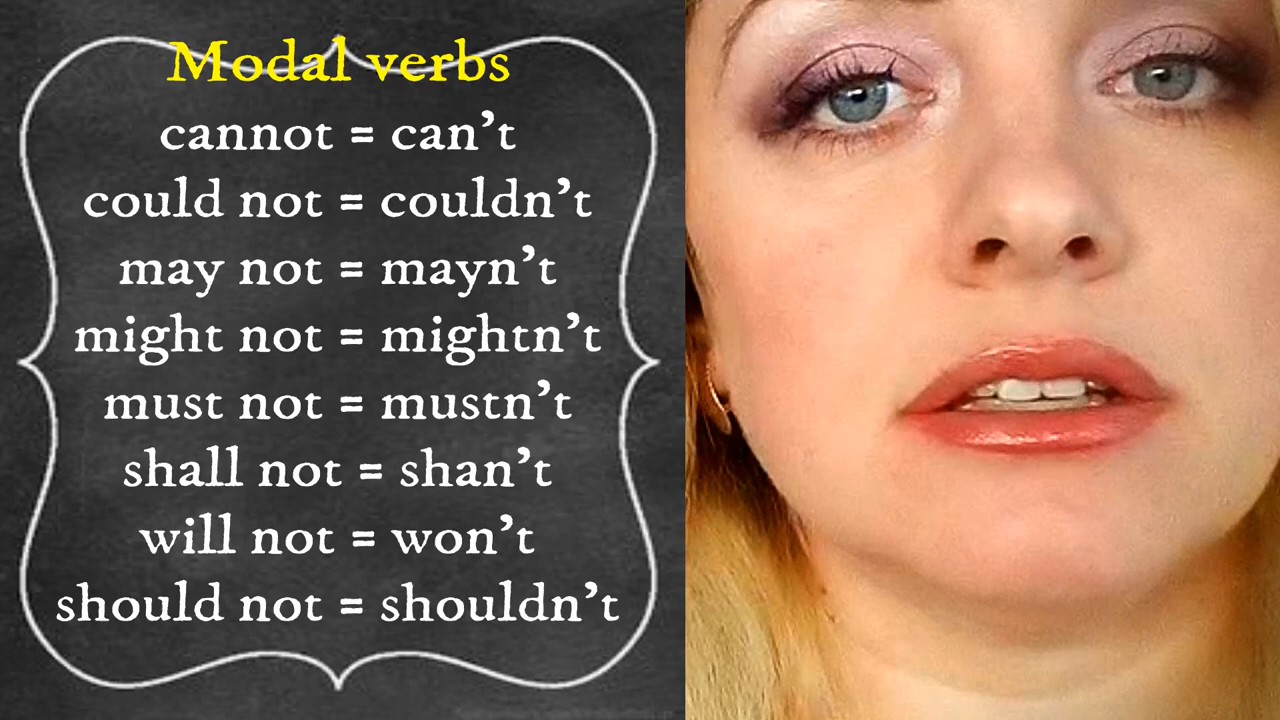 Modal verbs
cannot = can’t
could not = couldn’t
may not = mayn’t
might not = mightn’t
must not = mustn’t
shall not = shan’t
will not = won’t
should not = shouldn’t